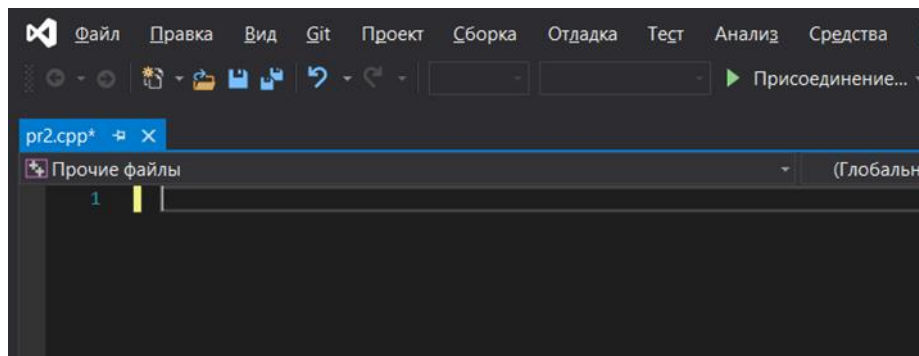 Файл Правка Вид Git Проект Сборка Отладка Тест Анализ Средства
Присоединение...
pr2.cpp*
Прочие файлы (Глобальн
1